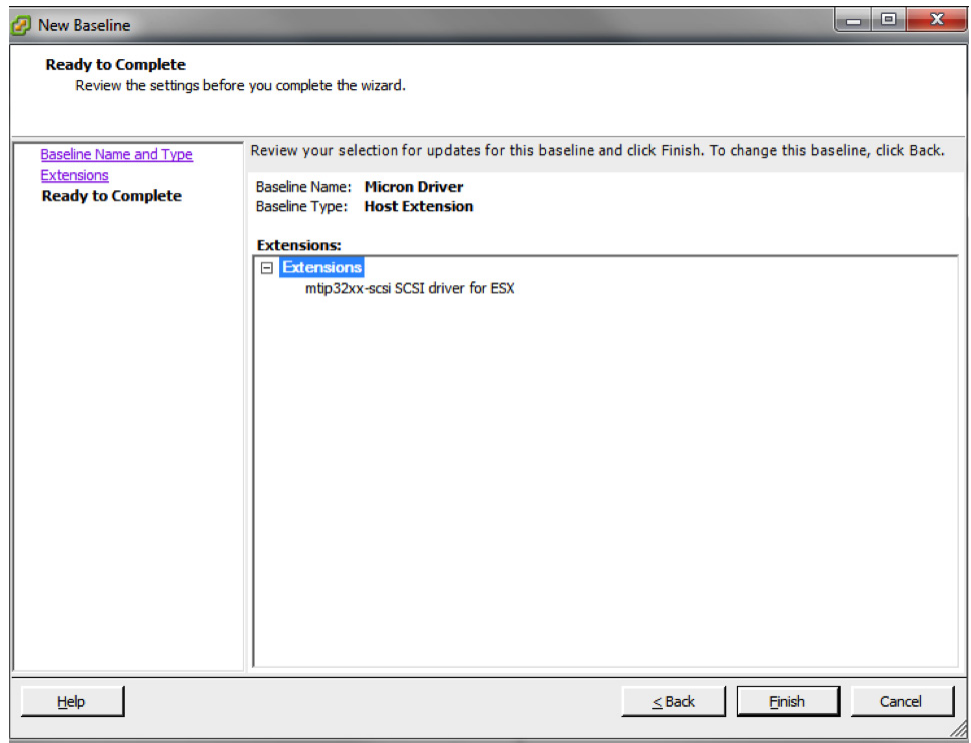 New Baseline
Ready to Complete
Review the settings before you complete the wizard.
Baseline Name and Type
Extensions
Ready to Complete
Review your selection for updates for this baseline and click Finish. To change this baseline, click Back.
Baseline Name: Micron Driver
Baseline Type: Host Extension
Extensions:
Extensions
mtip32xx-scsi SCSI driver for ESX
Help
< Back
Finish
Cancel